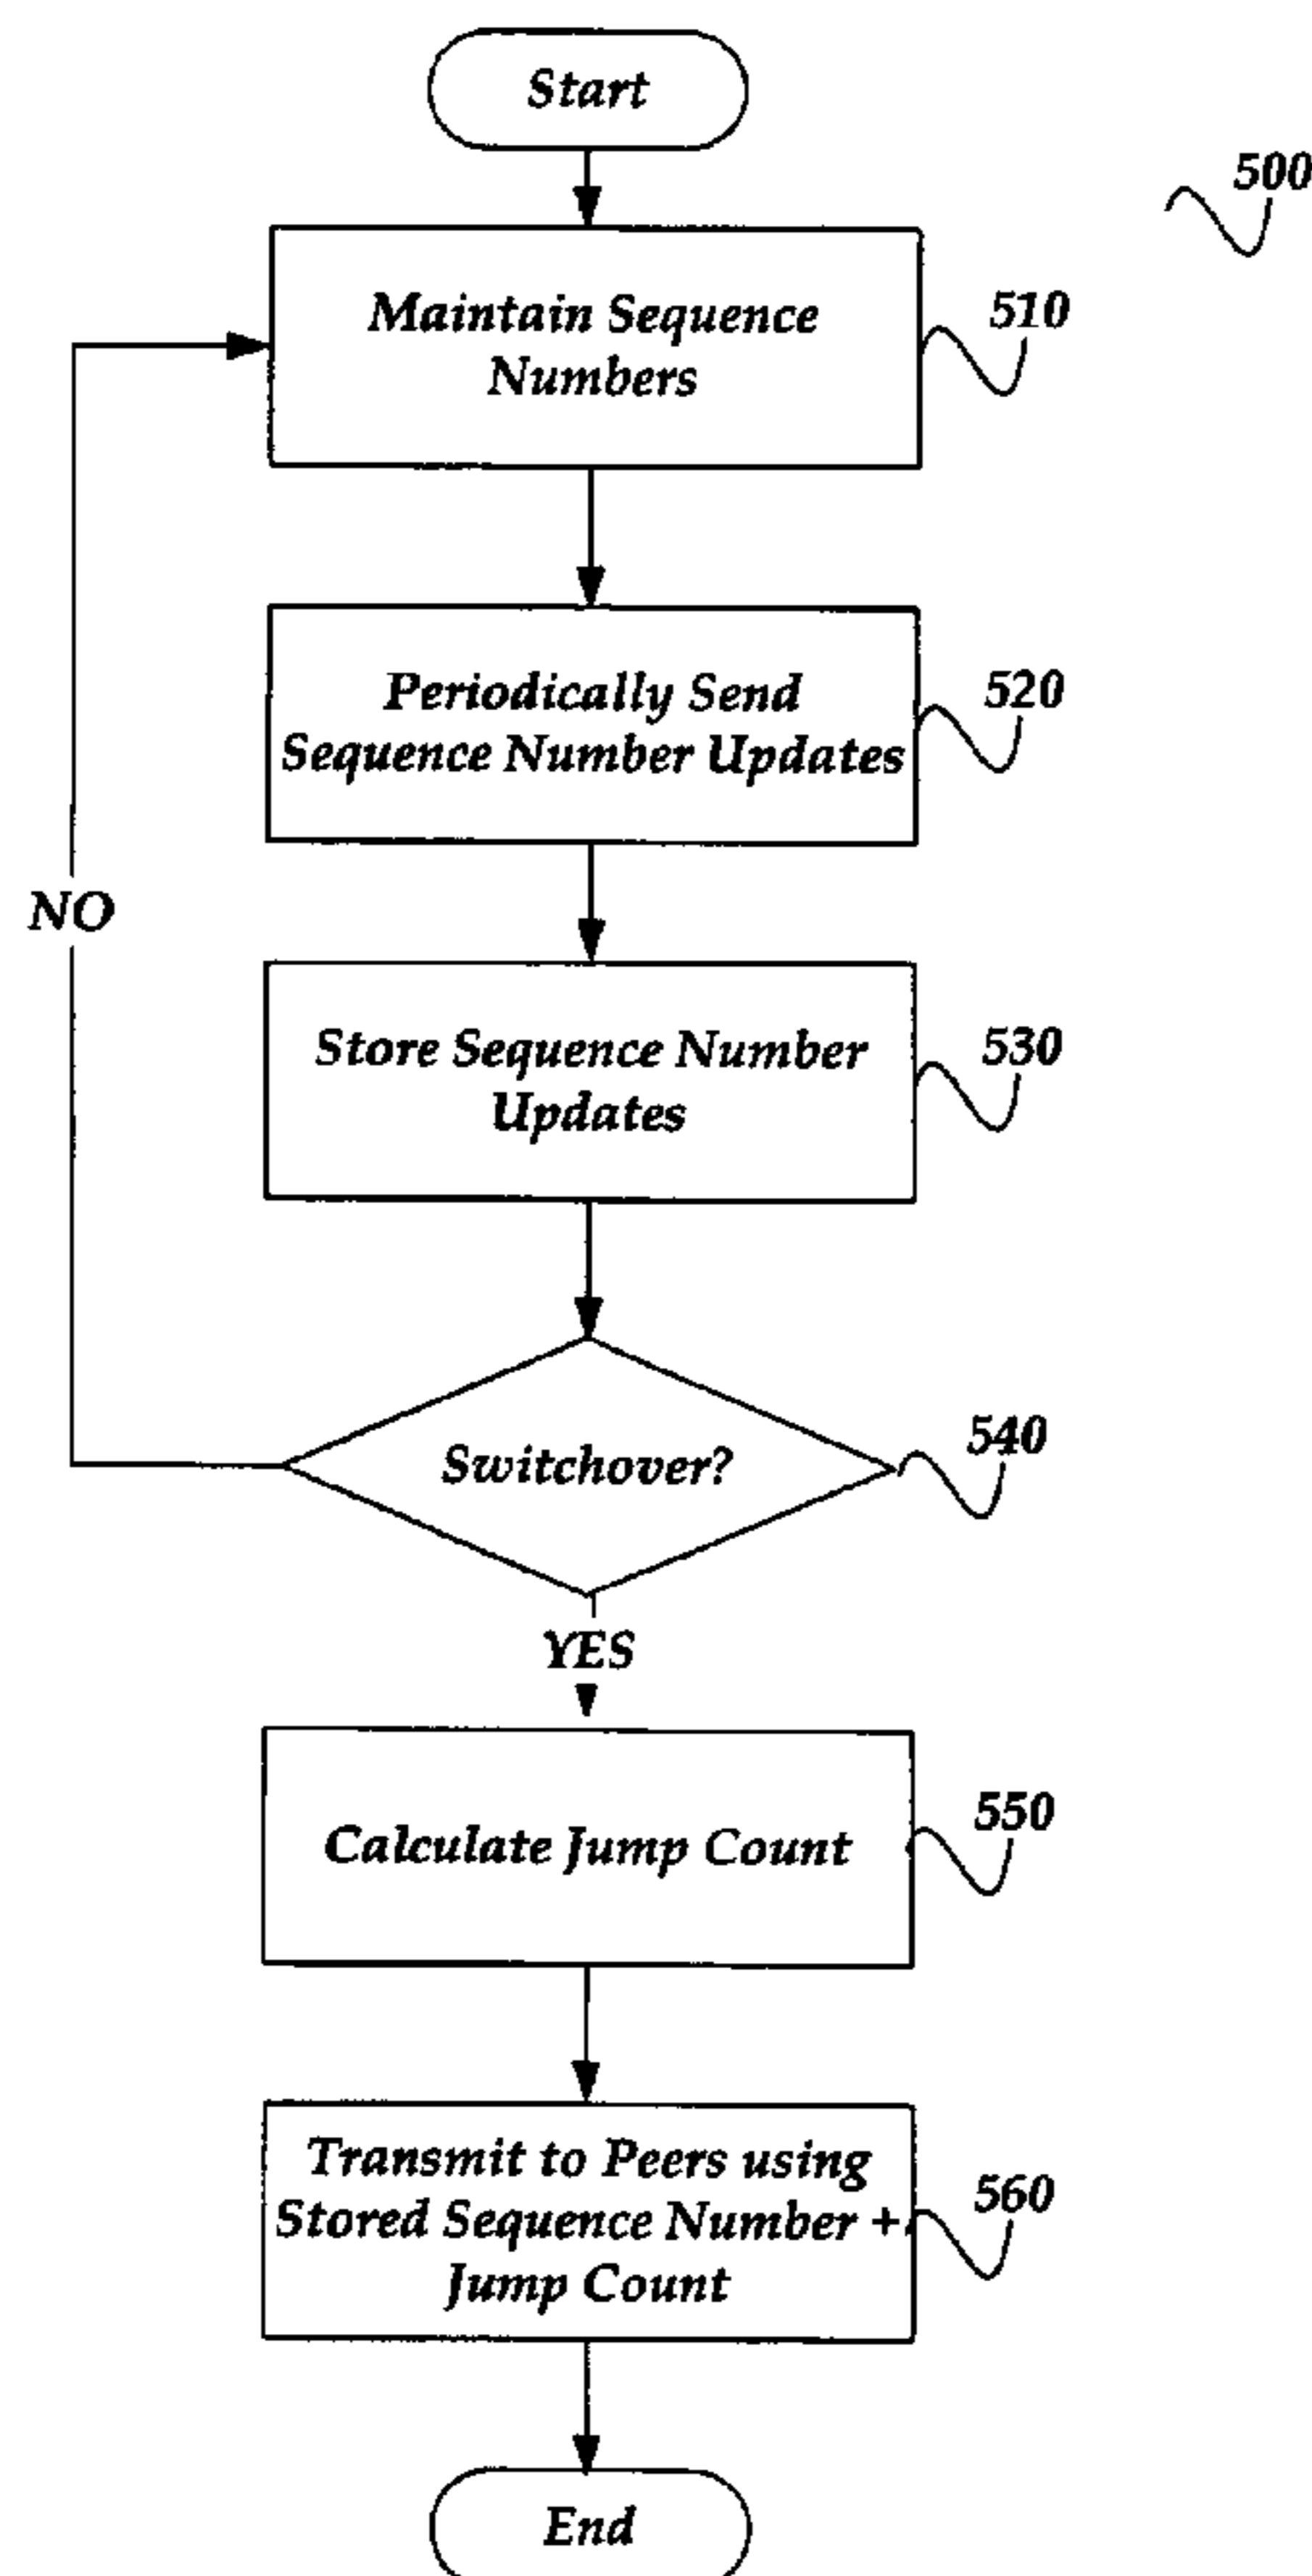 Start
500
Maintain Sequence
Numbers
510
Periodically Send
Sequence Number Updates
520
NO
Store Sequence Number
Updates
530
Switchover?
540
YES
Calculate Jump Count
550
Transmit to Peers using
Stored Sequence Number +
Jump Count
560
End